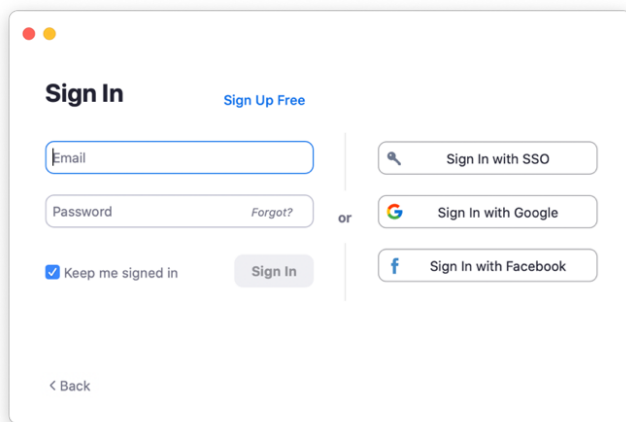 Sign In
Sign Up Free
Email
Password
Forgot?
Keep me signed in
Sign In
or
Sign In with SSO
Sign In with Google
Sign In with Facebook
< Back